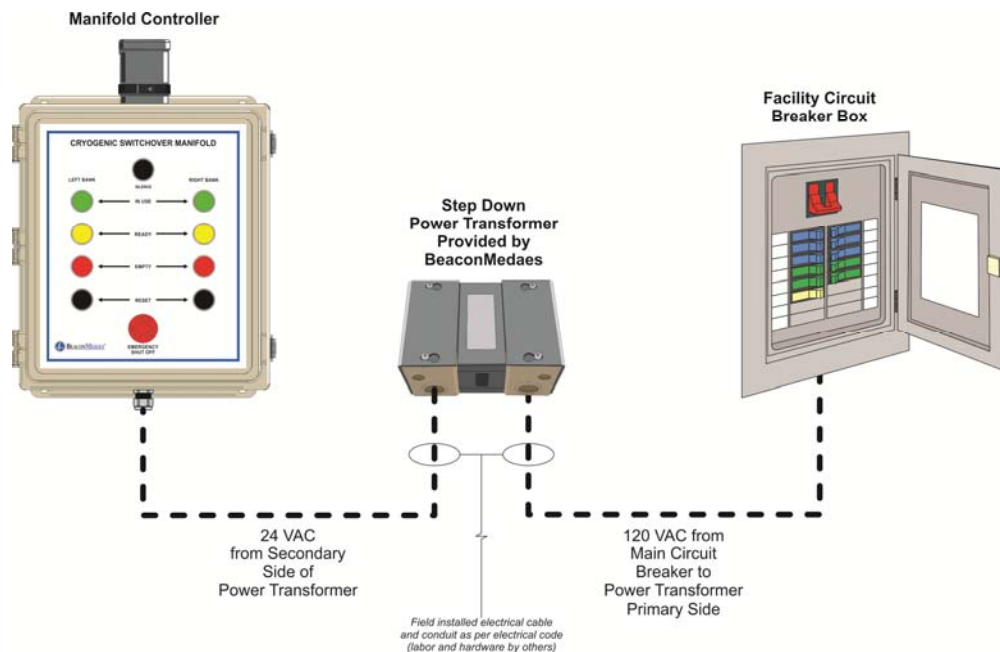 Manifold Controller
CRYOGENIC SWITCHOVER MANIFOLD
LEFT BANK
RIGHT BANK
SILENCE
IN USE
READY
EMPTY
RESET
EMERGENCY
SHUT OFF
BEACONMEDAES
Step Down
Power Transformer
Provided by
BeaconMedaes
Facility Circuit
Breaker Box
24 VAC
from Secondary
Side of
Power Transformer
120 VAC from
Main Circuit
Breaker to
Power Transformer
Primary Side
Field installed electrical cable
and conduit as per electrical code
(labor and hardware by others)